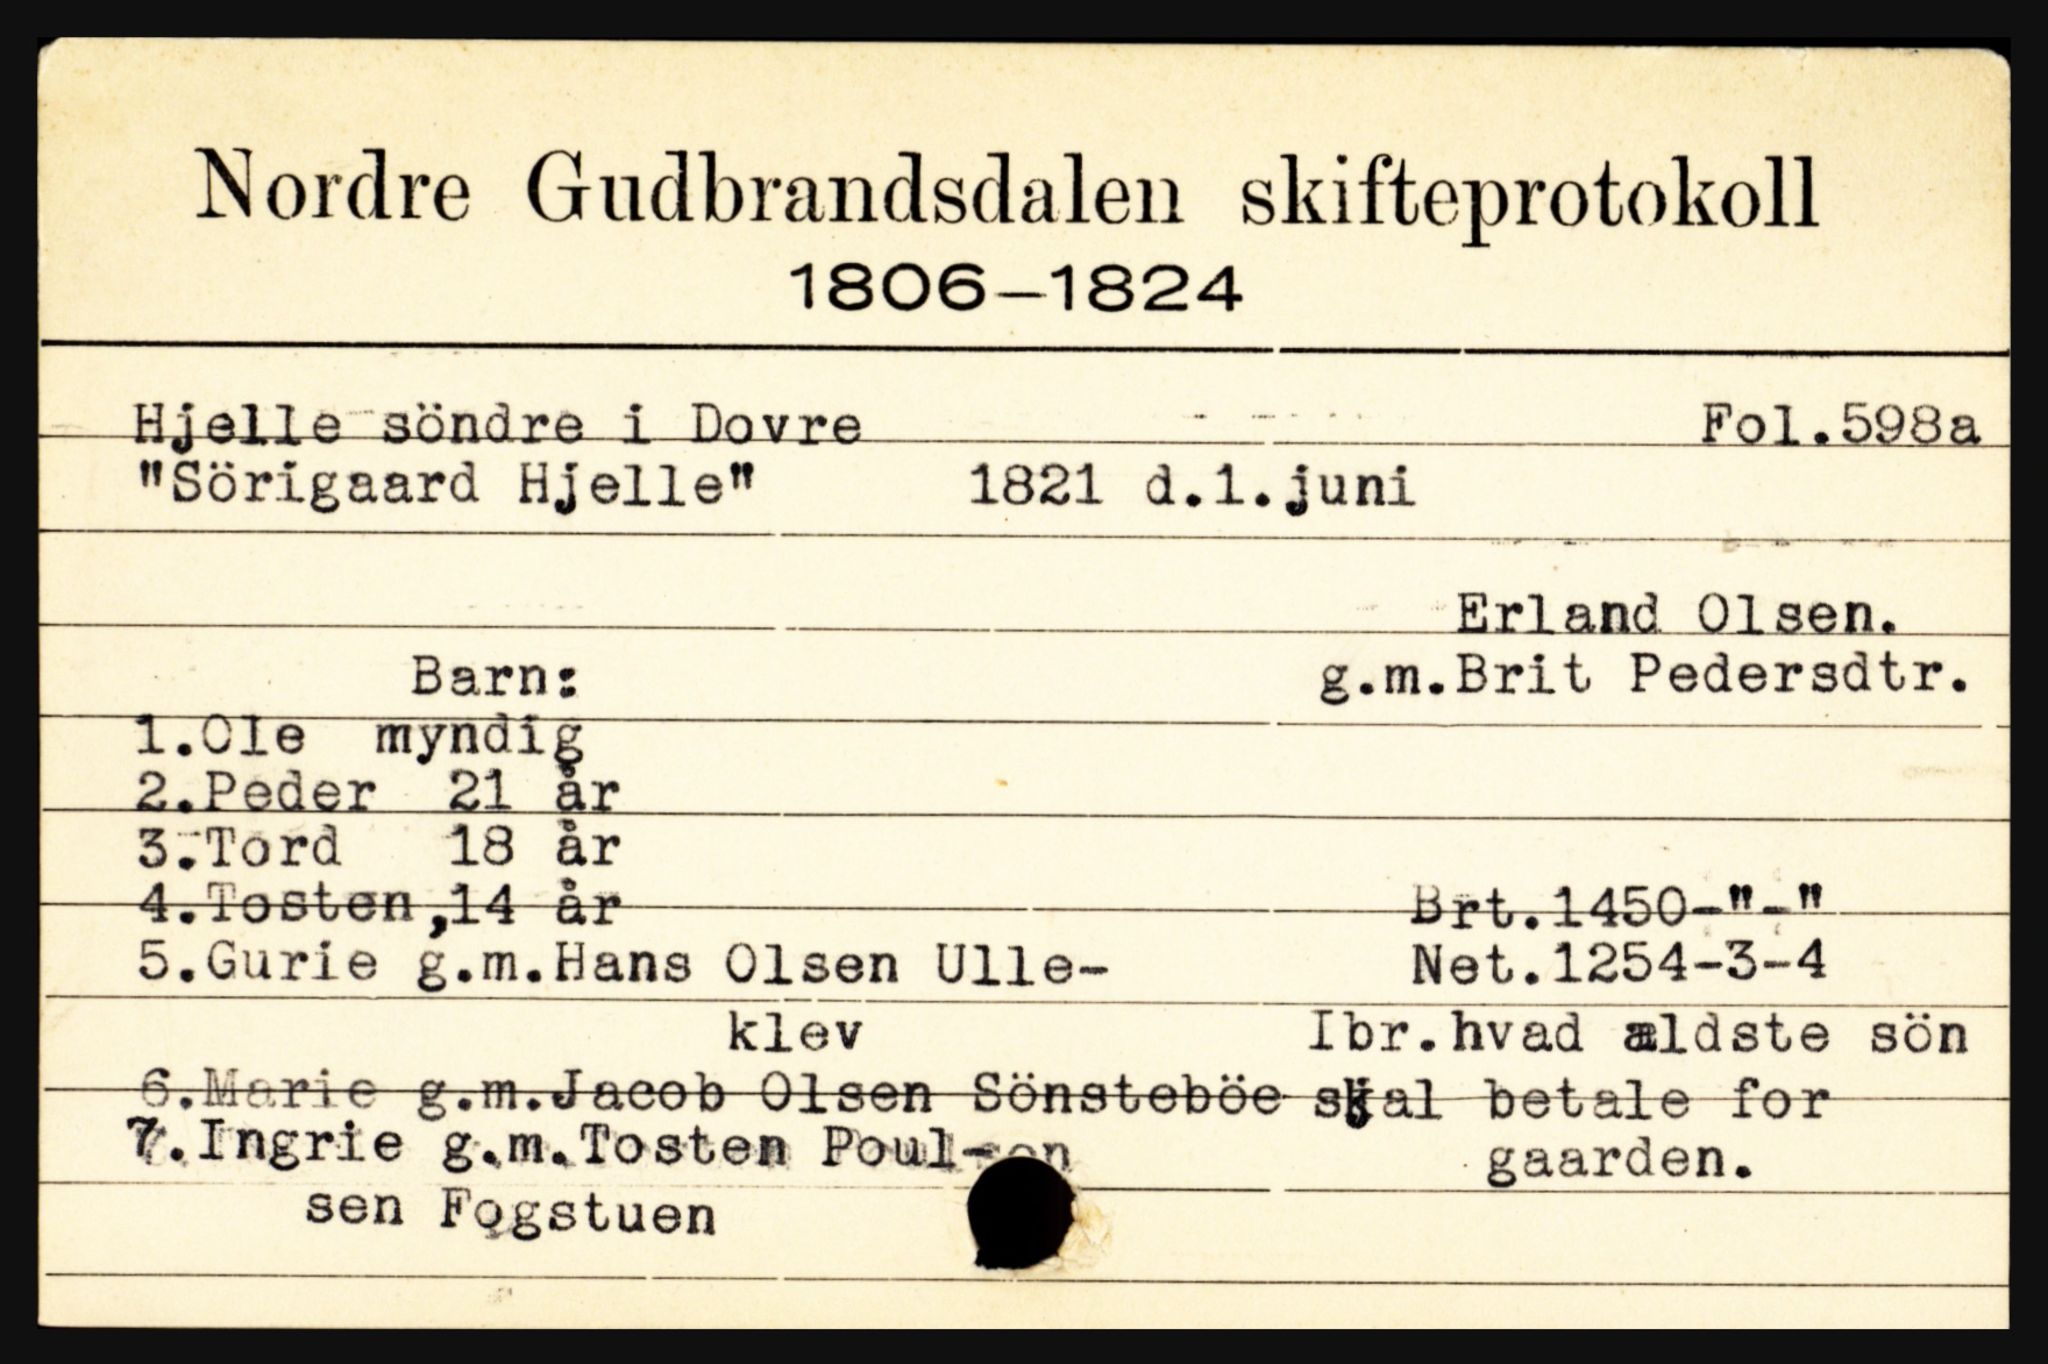 Nordre Gudbrandsdalen skifteprotokoll
1806-1824
Hjelle söndre i Dovre Fol.598a
"Sörigaard Hjelle" 1821 d.1.juni
Erland Olsen.
Barn: g.m.Brit Pedersdtr.
1.Ole myndig
2.Peder 21 år
3.Tord 18 år
4.Tosten,14 år Brt.1450-"-"
5.Gurie g.m.Hans Olsen Ulle- Net.1254-3-4
klev Ibr.hvad ældste sön
6.Marie g.m.Jacob Olsen Sönsteböe skal betale for
7.Ingrie g.m.Tosten Poul- gaarden.
sen Fogstuen